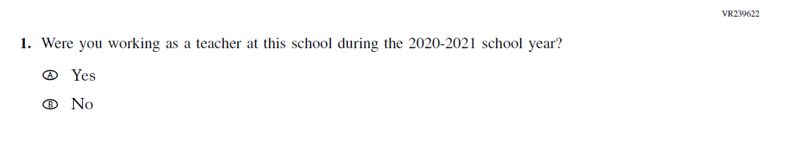 VR239622
1. Were you working as a teacher at this school during the 2020-2021 school year?
A Yes
B No